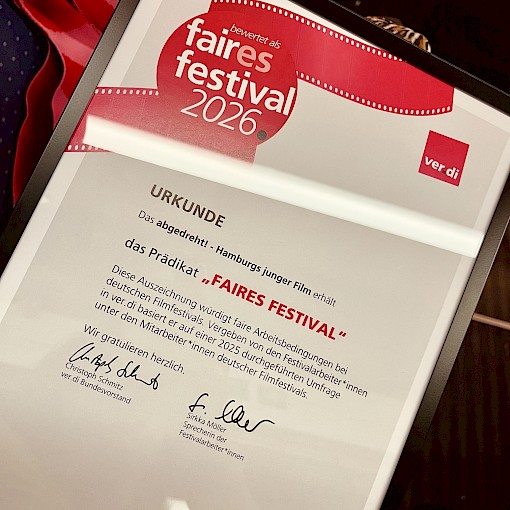 bewertet als
faires
festival
2026.
ver.di
URKUNDE
Das abgedreht! - Hamburgs junger Film erhält
das Prädikat „FAIRES FESTIVAL“
Diese Auszeichnung würdigt faire Arbeitsbedingungen bei
deutschen Filmfestivals. Vergeben von den Festivalarbeiter*innen
in ver.di basiert er auf einer 2025 durchgeführten Umfrage
unter den Mitarbeiter*innen deutscher Filmfestivals.
Wir gratulieren herzlich.
Christoph Schmitz
ver.di Bundesvorstand
Sirkka Möller
Sprecherin der
Festivalarbeiter*innen